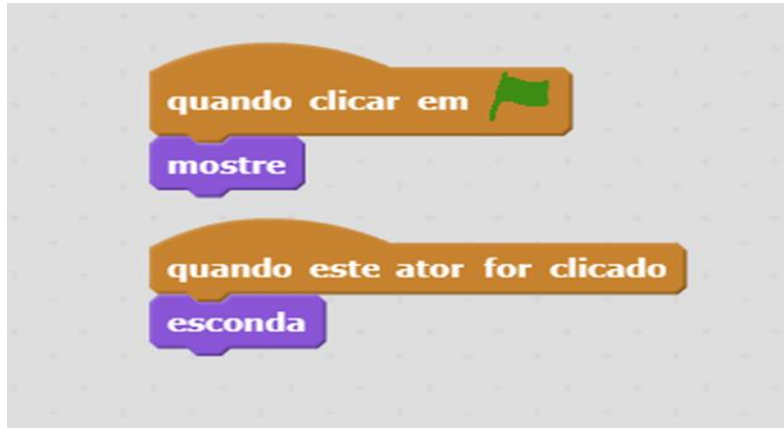 quando clicar em
mostre
quando este ator for clicado
esconda